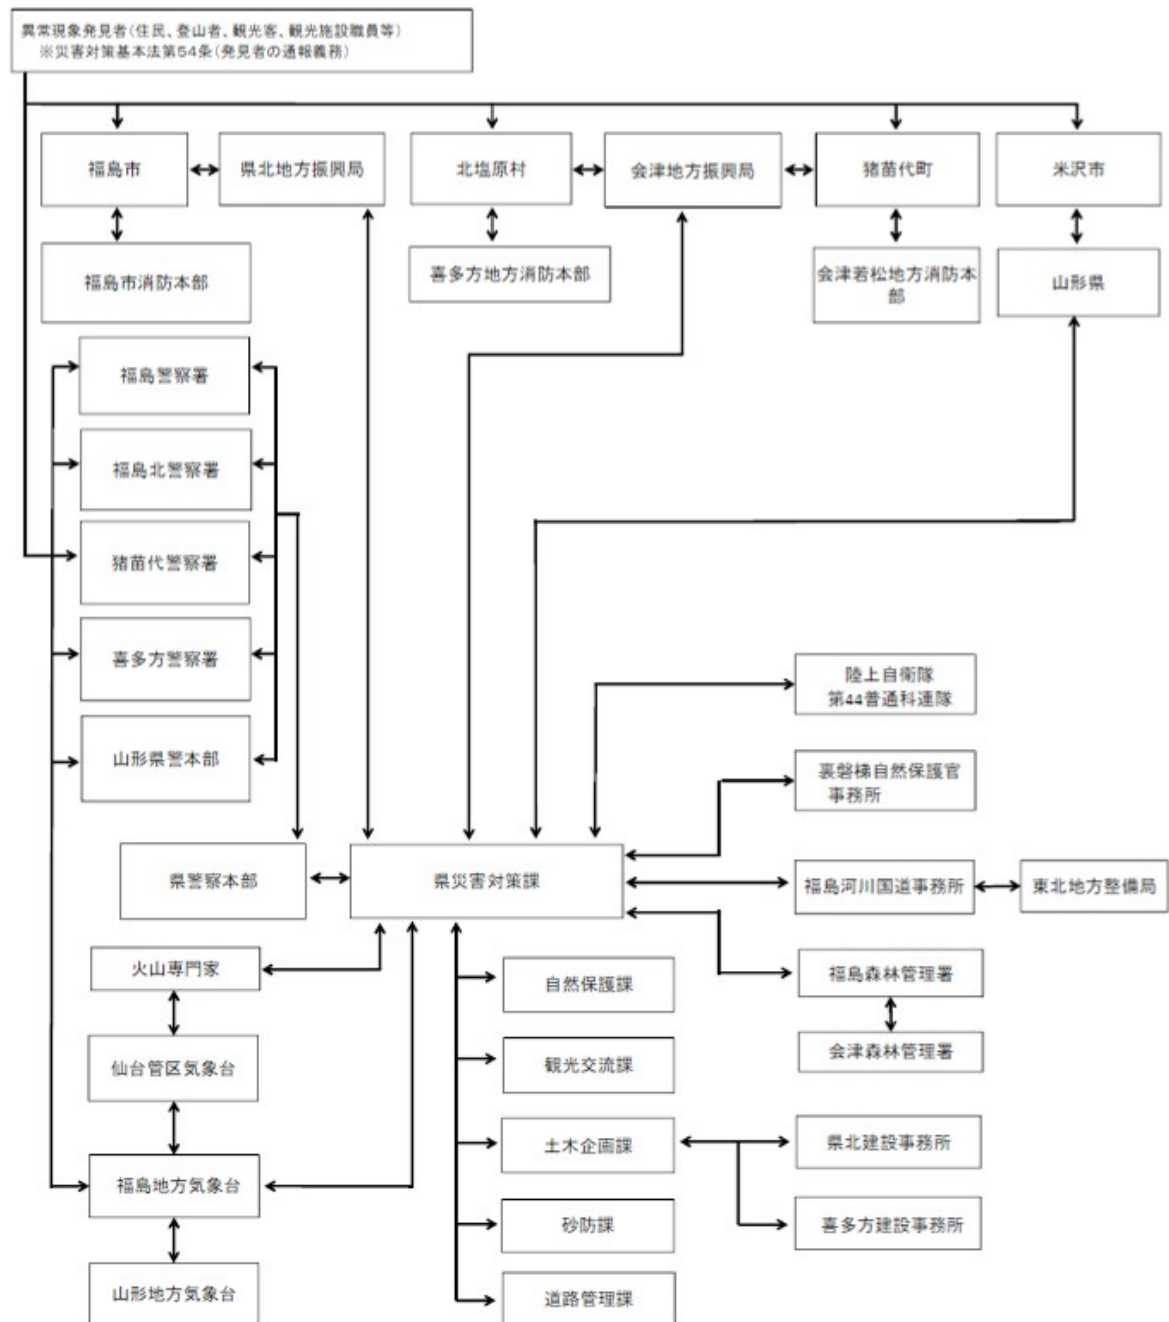 異常現象発見者(住民、登山者、観光客、観光施設職員等)
※災害対策基本法第54条(発見者の通報義務)
福島市
県北地方振興局
北塩原村
会津地方振興局
猪苗代町
米沢市
福島市消防本部
喜多方地方消防本部
会津若松地方消防本
部
山形県
福島警察署
福島北警察署
猪苗代警察署
喜多方警察署
山形県警本部
陸上自衛隊
第44普通科連隊
裏磐梯自然保護官
事務所
県警察本部
県災害対策課
福島河川国道事務所
東北地方整備局
火山専門家
自然保護課
福島森林管理署
仙台管区気象台
観光交流課
会津森林管理署
土木企画課
県北建設事務所
福島地方気象台
砂防課
喜多方建設事務所
山形地方気象台
道路管理課